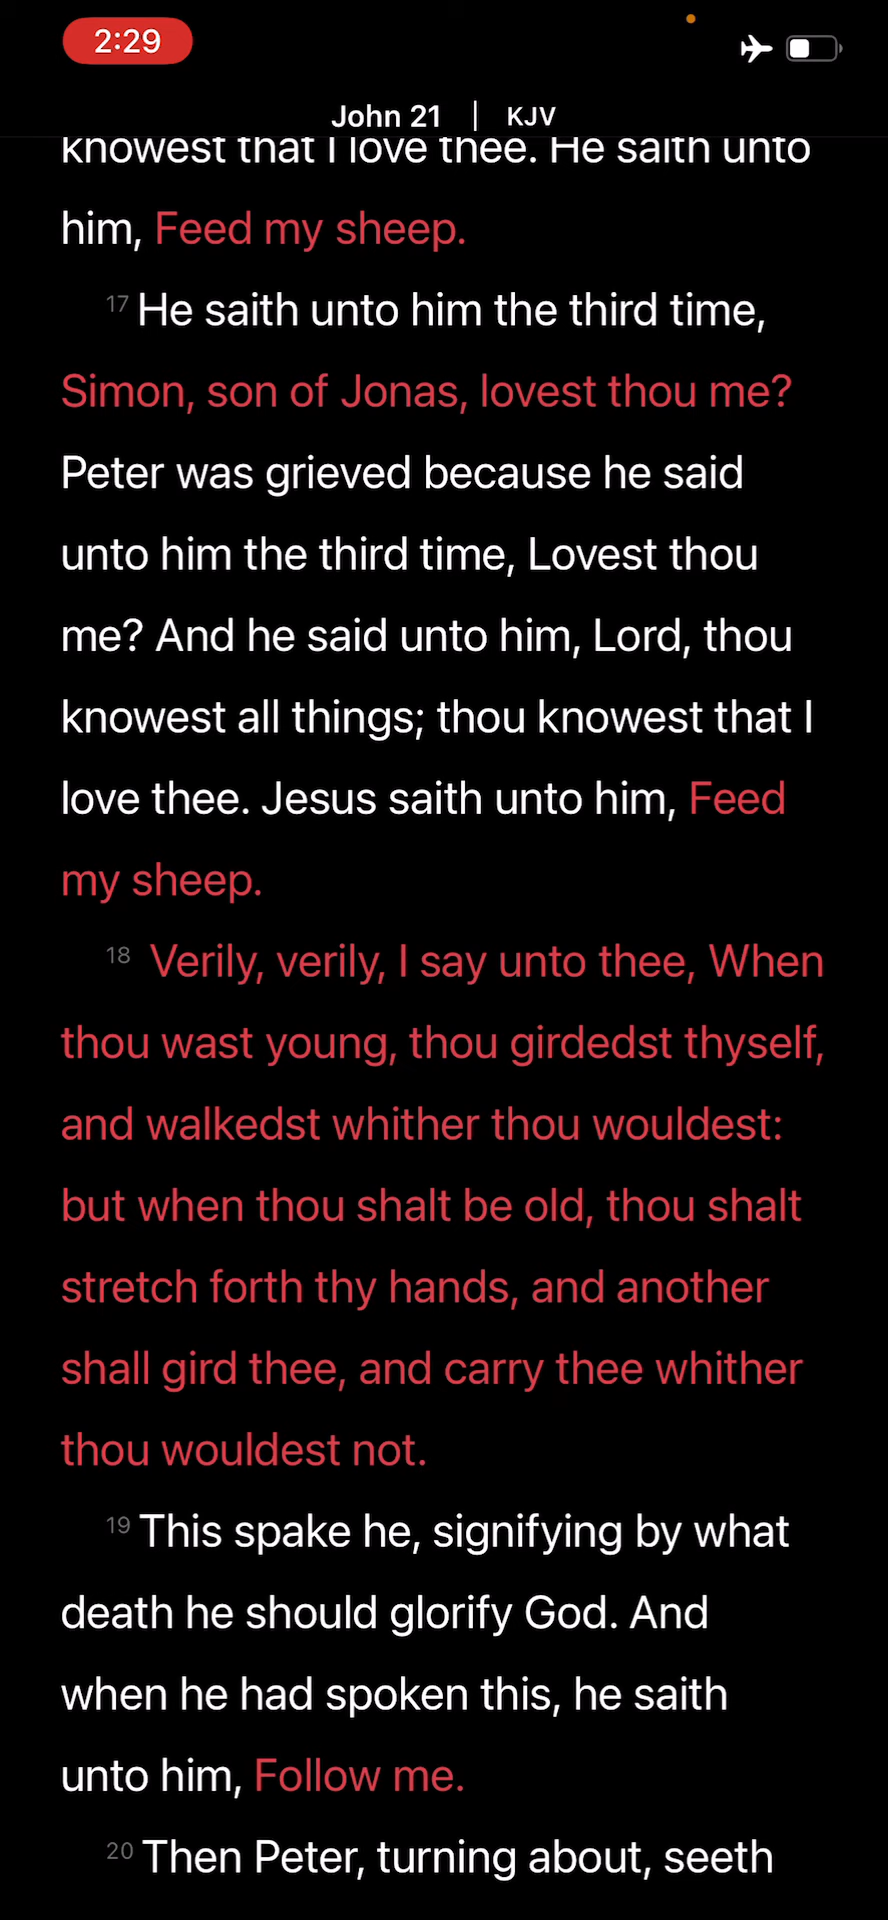 2:29
John 21 | KJV
knowest that I love thee. He saith unto
him, Feed my sheep.
17 He saith unto him the third time,
Simon, son of Jonas, lovest thou me?
Peter was grieved because he said
unto him the third time, Lovest thou
me? And he said unto him, Lord, thou
knowest all things; thou knowest that I
love thee. Jesus saith unto him, Feed
my sheep.
18 Verily, verily, I say unto thee, When
thou wast young, thou girdedst thyself,
and walkedst whither thou wouldest:
but when thou shalt be old, thou shalt
stretch forth thy hands, and another
shall gird thee, and carry thee whither
thou wouldest not.
19 This spake he, signifying by what
death he should glorify God. And
when he had spoken this, he saith
unto him, Follow me.
20 Then Peter, turning about, seeth